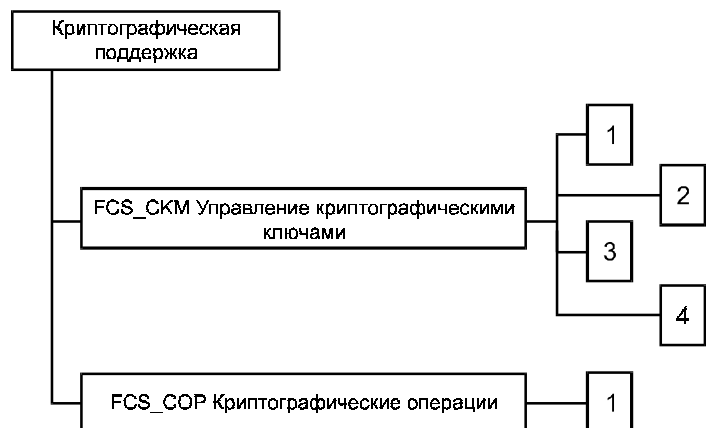 Криптографическая
поддержка
1
2
FCS_CKM Управление криптографическими
ключами
3
4
FCS_COP Криптографические операции
1